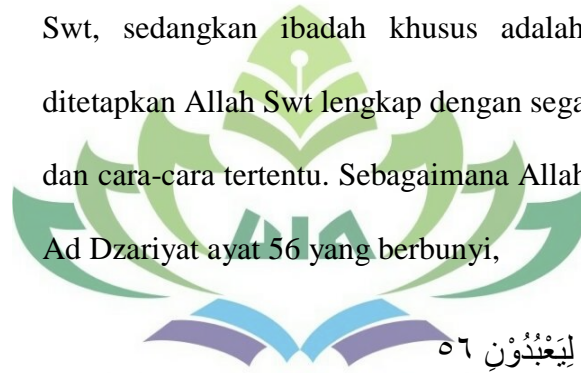 Swt, sedangkan ibadah khusus adalah
ditetapkan Allah Swt lengkap dengan sega
dan cara-cara tertentu. Sebagaimana Allah
Ad Dzariyat ayat 56 yang berbunyi,
لِيَعْبُدُوْنِ ٥٦